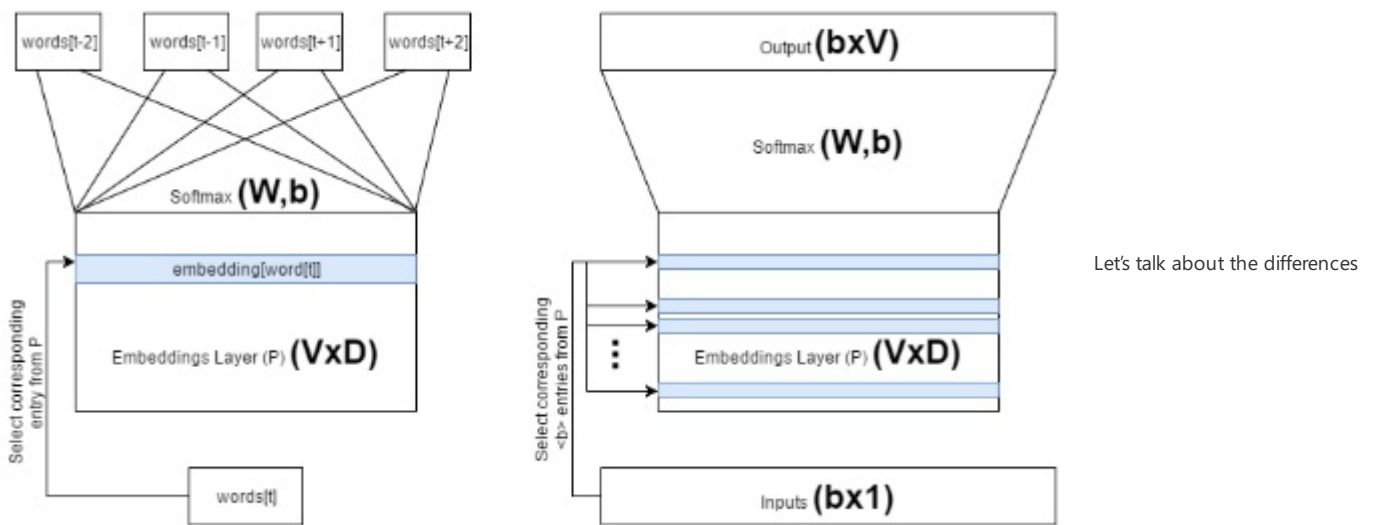 words[t-2]
words[t-1]
words[t+1]
words[t+2]
Softmax (W,b)
embedding[word[t]]
Embeddings Layer (P) (VxD)
Select corresponding
entry from P
words[t]
Output (bxV)
Softmax (W,b)
Embeddings Layer (P) (VxD)
Select corresponding
<b> entries from P
Inputs (bx1)
Let's talk about the differences